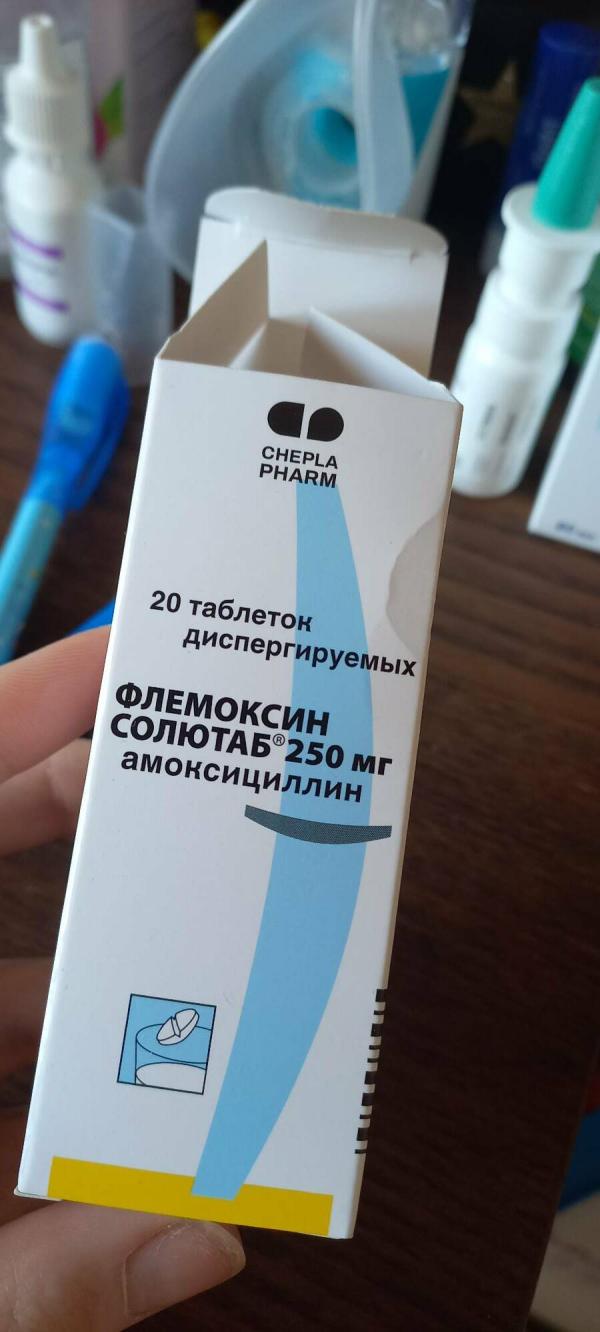 CHEPLA
PHARM
20 таблеток
диспергируемых
ФЛЕМОКСИН
СОЛЮТАБ® 250 мг
амоксициллин